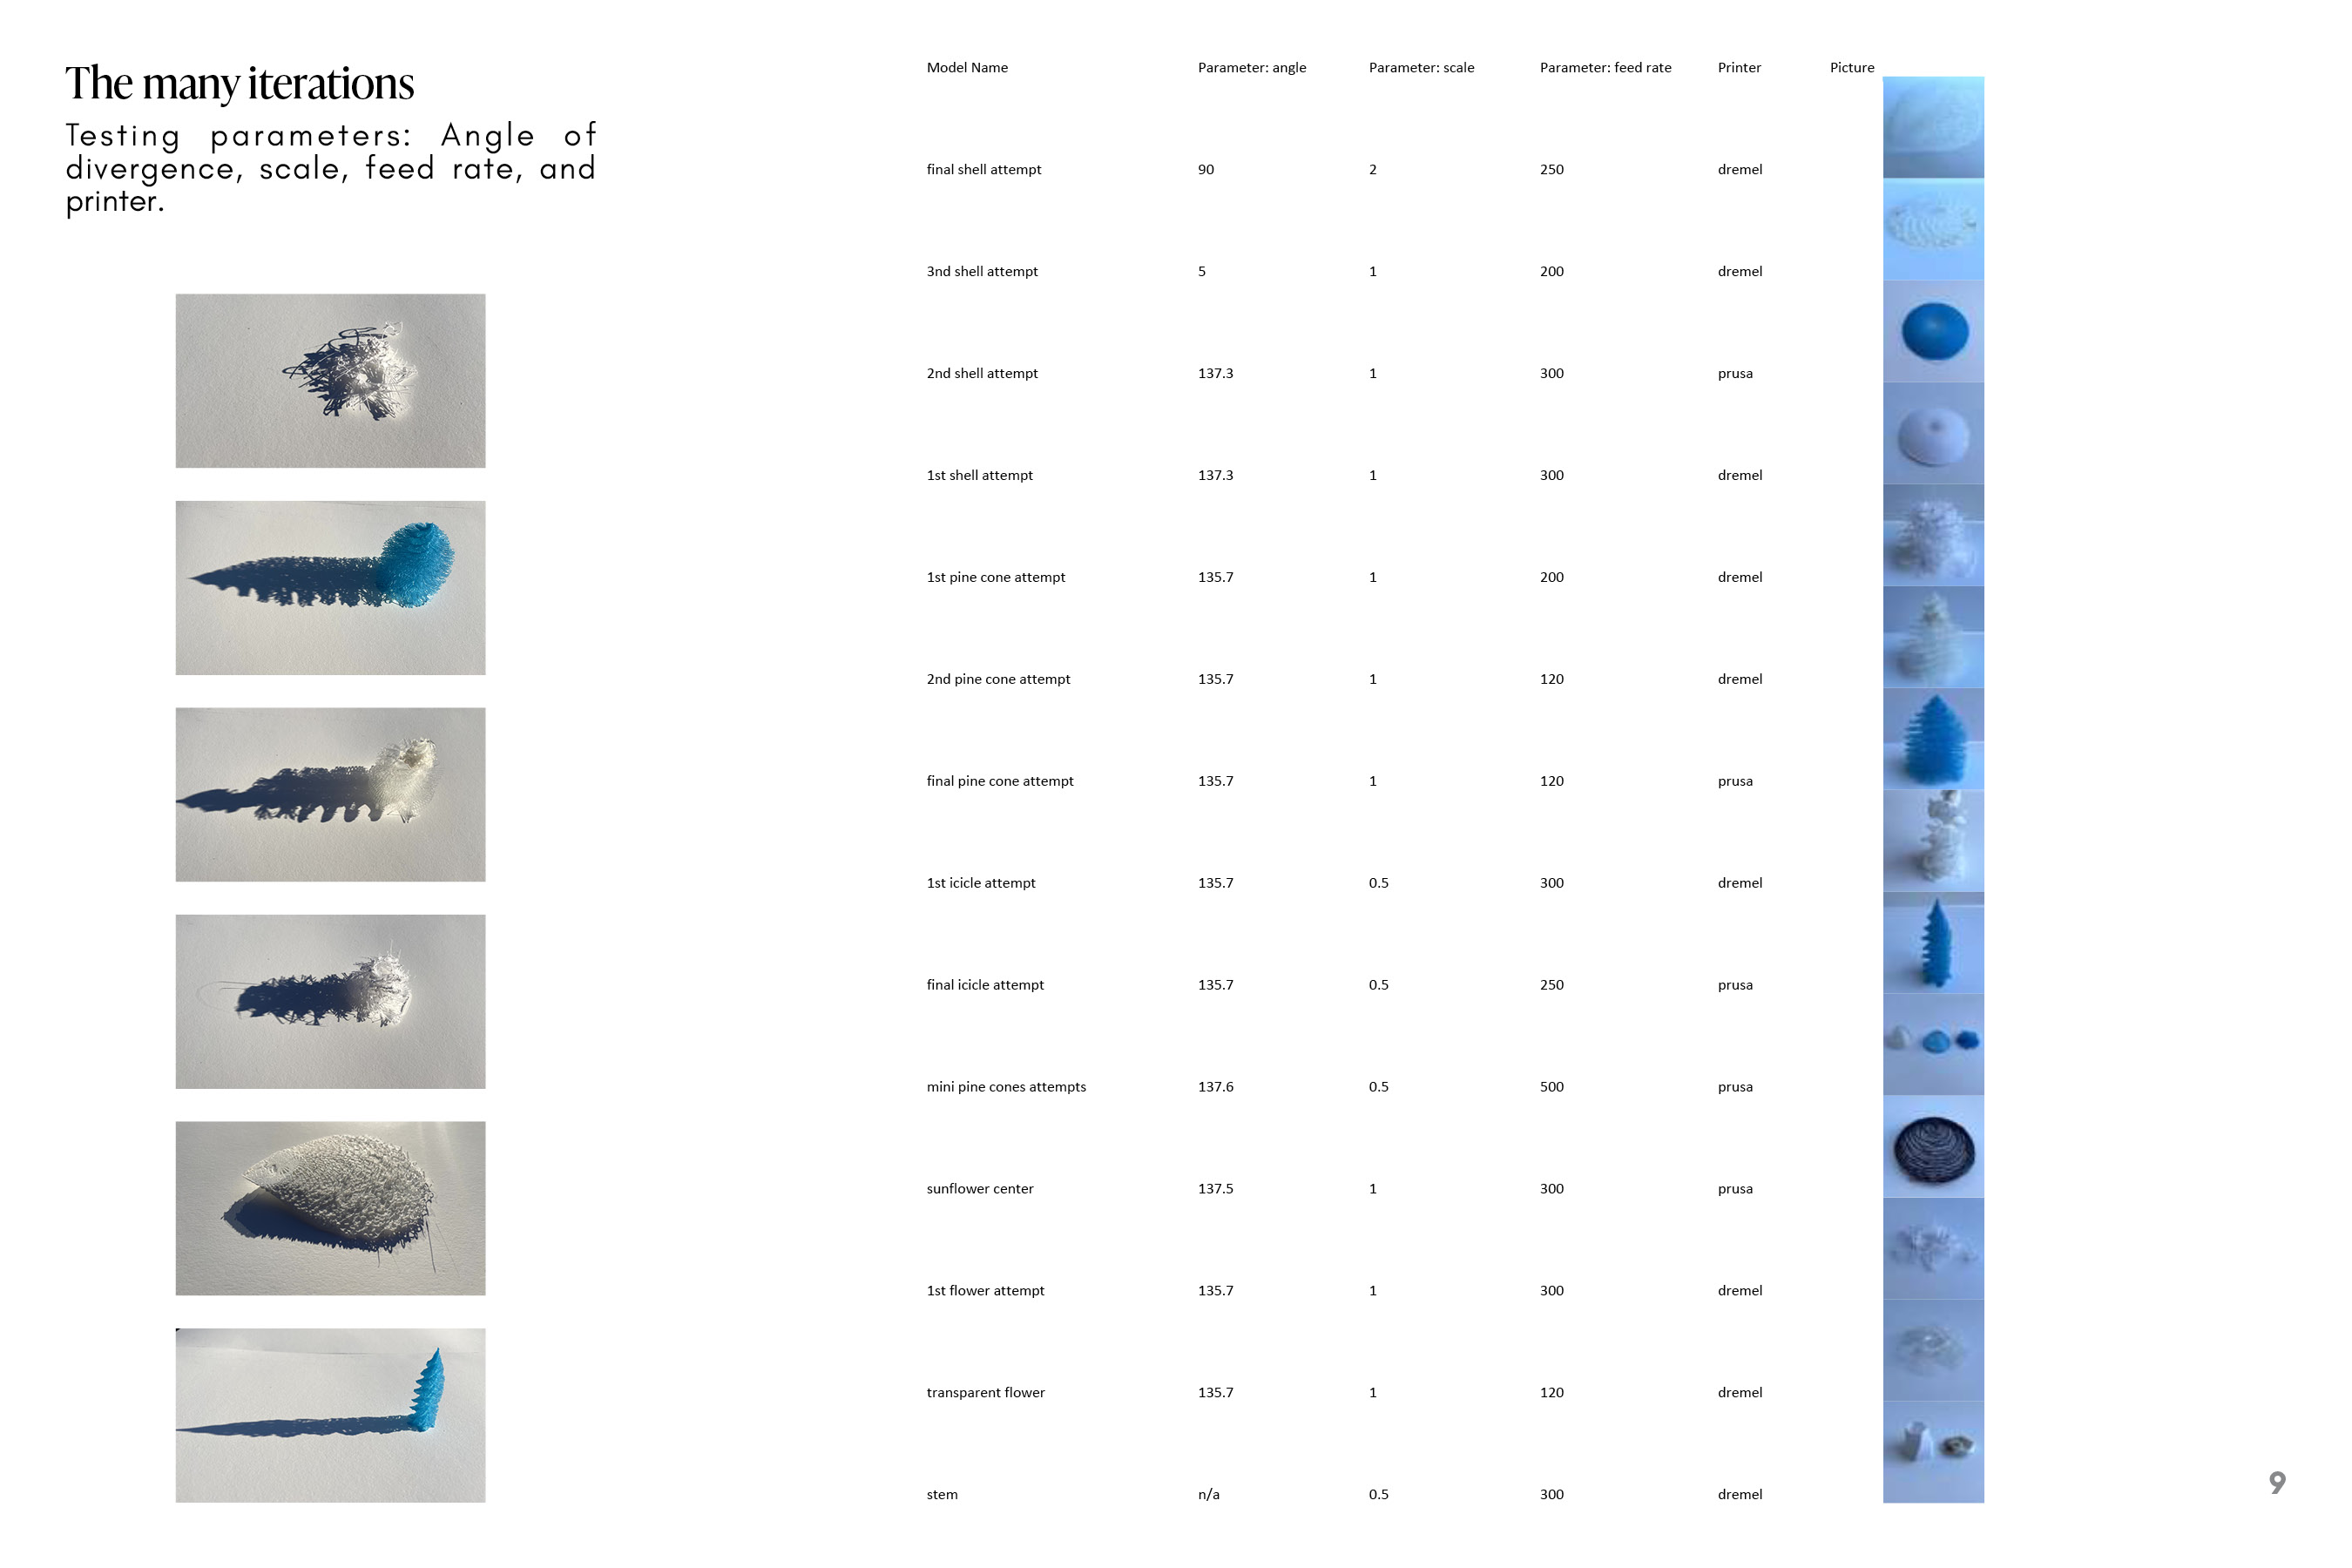 The many iterations
Testing parameters: Angle of
divergence, scale, feed rate, and
printer.
Model Name Parameter: angle Parameter: scale Parameter: feed rate Printer Picture
final shell attempt 90 2 250 dremel
3nd shell attempt 5 1 200 dremel
2nd shell attempt 137.3 1 300 prusa
1st shell attempt 137.3 1 300 dremel
1st pine cone attempt 135.7 1 200 dremel
2nd pine cone attempt 135.7 1 120 dremel
final pine cone attempt 135.7 1 120 prusa
1st icicle attempt 135.7 0.5 300 dremel
final icicle attempt 135.7 0.5 250 prusa
mini pine cones attempts 137.6 0.5 500 prusa
sunflower center 137.5 1 300 prusa
1st flower attempt 135.7 1 300 dremel
transparent flower 135.7 1 120 dremel
stem n/a 0.5 300 dremel
9